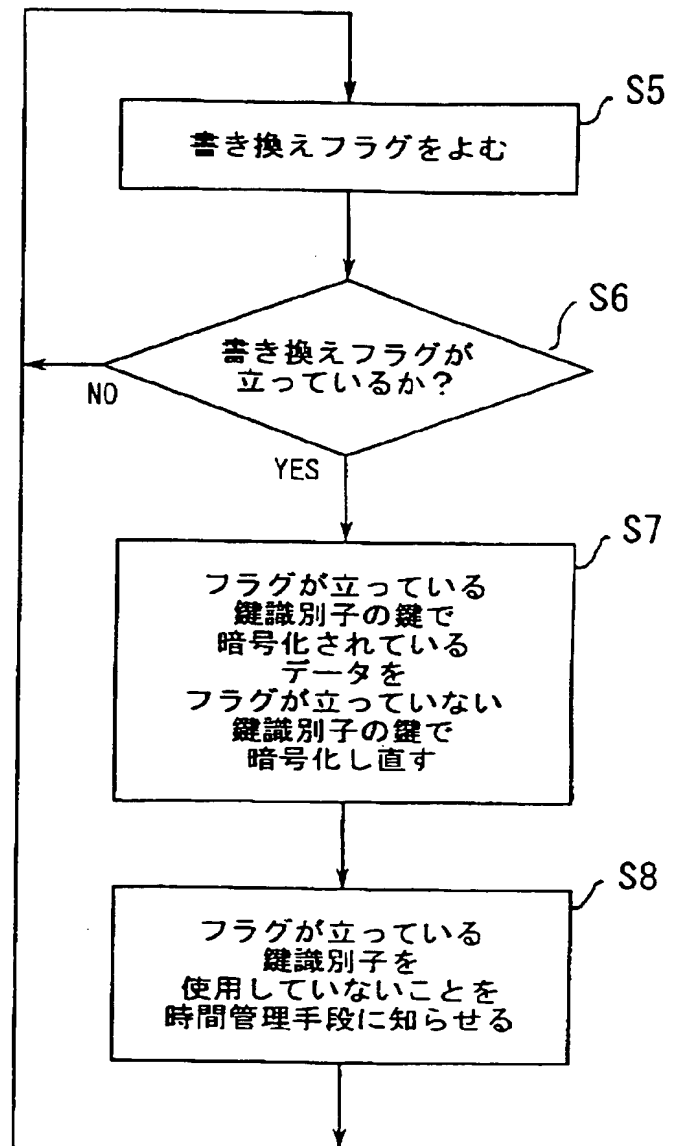 S5
書き換えフラグをよむ
S6
書き換えフラグが
立っているか？
NO
YES
S7
フラグが立っている
鍵識別子の鍵で
暗号化されている
データを
フラグが立っていない
鍵識別子の鍵で
暗号化し直す
S8
フラグが立っている
鍵識別子を
使用していないことを
時間管理手段に知らせる